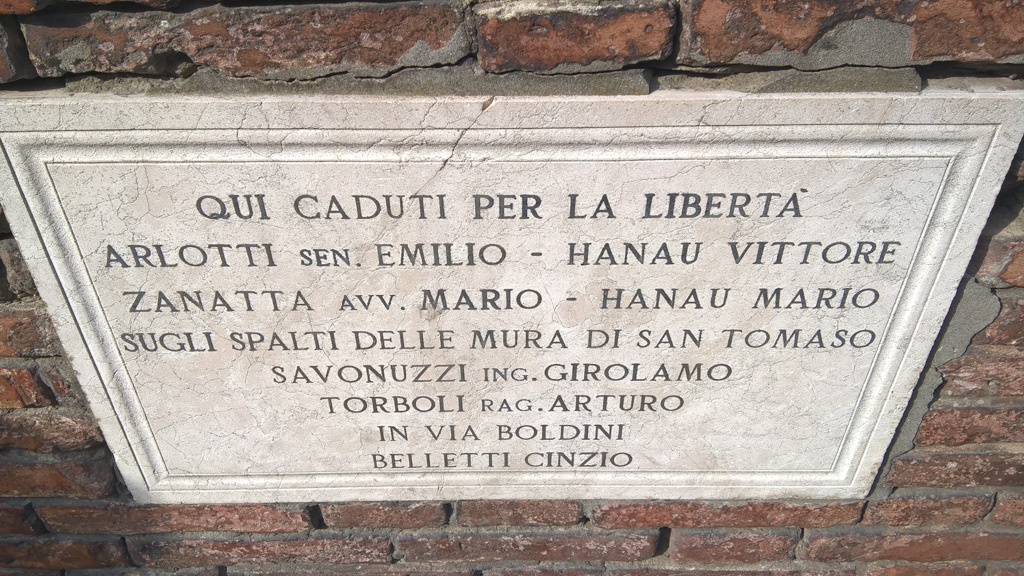 QUI CADUTI PER LA LIBERTÀ
ARLOTTI SEN. EMILIO - HANAU VITTORE
ZANATTA AVV. MARIO - HANAU MARIO
SUGLI SPALTI DELLE MURA DI SAN TOMASO
SAVONUZZI ING. GIROLAMO
TORBOLI RAG. ARTURO
IN VIA BOLDINI
BELLETTI CINZIO